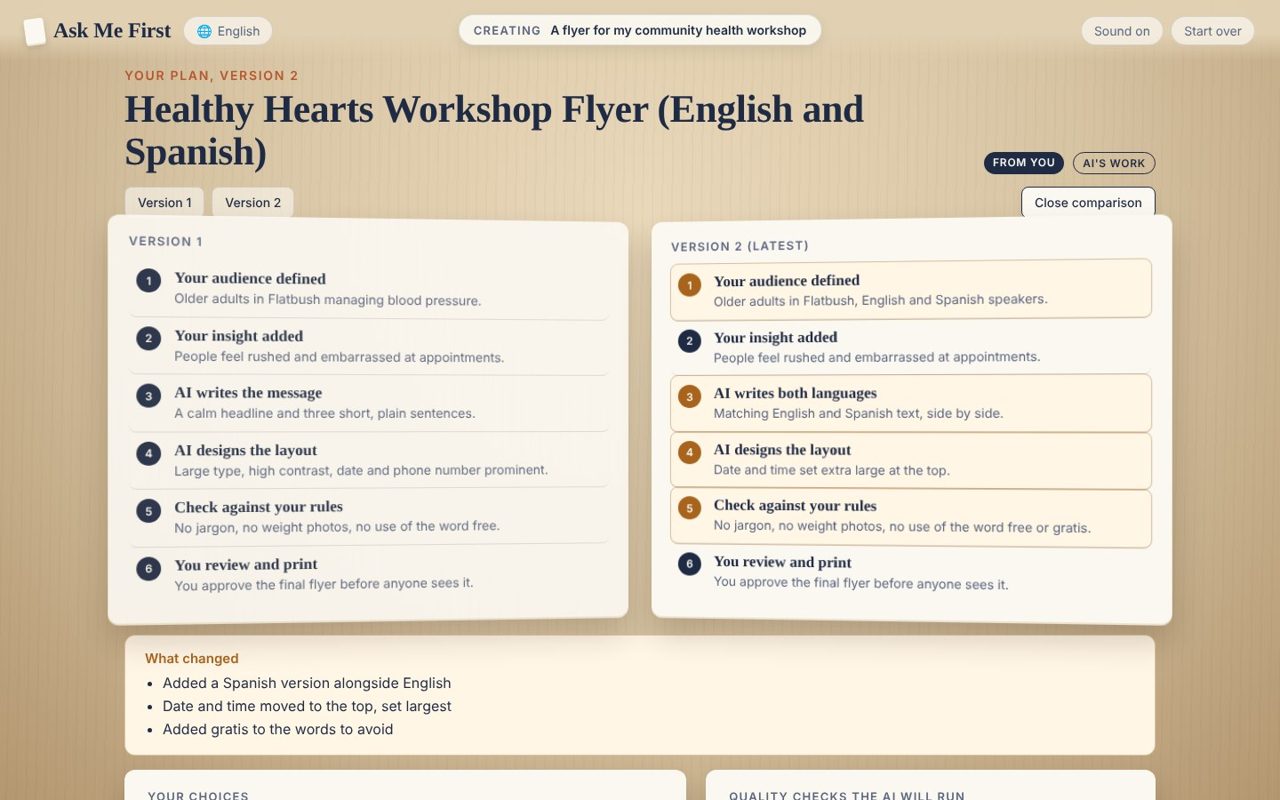 Ask Me First
English
CREATING A flyer for my community health workshop
Sound on
Start over
YOUR PLAN, VERSION 2
Healthy Hearts Workshop Flyer (English and
Spanish)
FROM YOU
AI'S WORK
Version 1
Version 2
Close comparison
VERSION 1
1
Your audience defined
Older adults in Flatbush managing blood pressure.
2
Your insight added
People feel rushed and embarrassed at appointments.
3
AI writes the message
A calm headline and three short, plain sentences.
4
AI designs the layout
Large type, high contrast, date and phone number prominent.
5
Check against your rules
No jargon, no weight photos, no use of the word free.
6
You review and print
You approve the final flyer before anyone sees it.
VERSION 2 (LATEST)
1
Your audience defined
Older adults in Flatbush, English and Spanish speakers.
2
Your insight added
People feel rushed and embarrassed at appointments.
3
AI writes both languages
Matching English and Spanish text, side by side.
4
AI designs the layout
Date and time set extra large at the top.
5
Check against your rules
No jargon, no weight photos, no use of the word free or gratis.
6
You review and print
You approve the final flyer before anyone sees it.
What changed
• Added a Spanish version alongside English
• Date and time moved to the top, set largest
• Added gratis to the words to avoid
YOUR CHOICES
QUALITY CHECKS THE AI WILL RUN